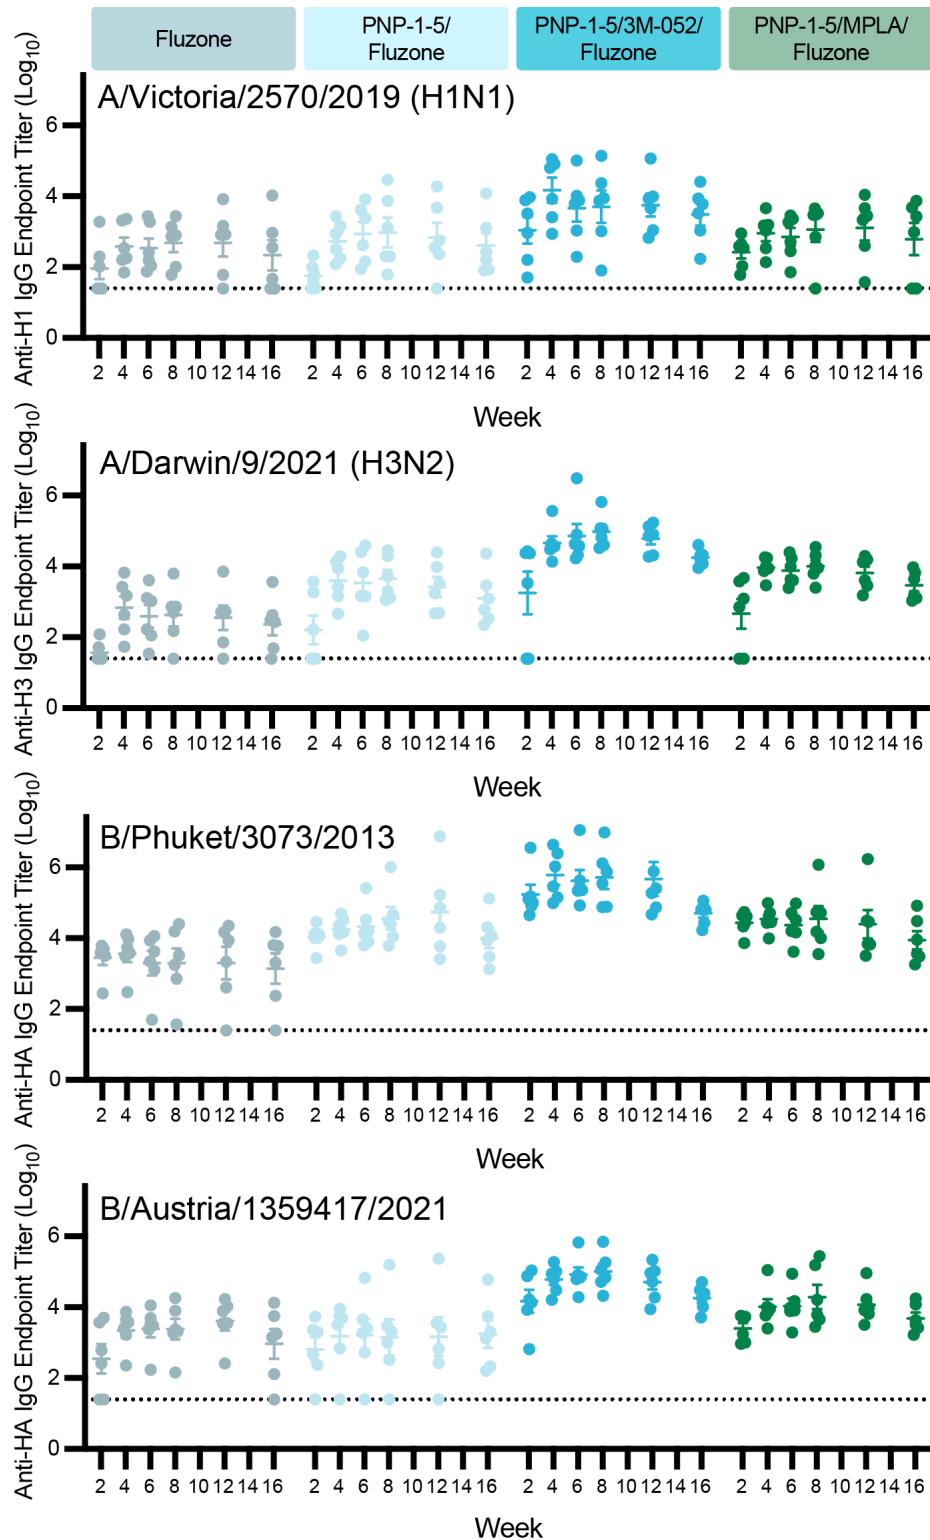 Fluzone
PNP-1-5/
Fluzone
PNP-1-5/3M-052/
Fluzone
PNP-1-5/MPLA/
Fluzone
Anti-H1 IgG Endpoint Titer (Log10)
A/Victoria/2570/2019 (H1N1)
6
4
2
0
2 4 6 8 10 12 14 16 2 4 6 8 10 12 14 16 2 4 6 8 10 12 14 16 2 4 6 8 10 12 14 16
Week
Anti-H3 IgG Endpoint Titer (Log10)
A/Darwin/9/2021 (H3N2)
6
4
2
0
2 4 6 8 10 12 14 16 2 4 6 8 10 12 14 16 2 4 6 8 10 12 14 16 2 4 6 8 10 12 14 16
Week
Anti-HA IgG Endpoint Titer (Log10)
B/Phuket/3073/2013
6
4
2
0
2 4 6 8 10 12 14 16 2 4 6 8 10 12 14 16 2 4 6 8 10 12 14 16 2 4 6 8 10 12 14 16
Week
Anti-HA IgG Endpoint Titer (Log10)
B/Austria/1359417/2021
6
4
2
0
2 4 6 8 10 12 14 16 2 4 6 8 10 12 14 16 2 4 6 8 10 12 14 16 2 4 6 8 10 12 14 16
Week